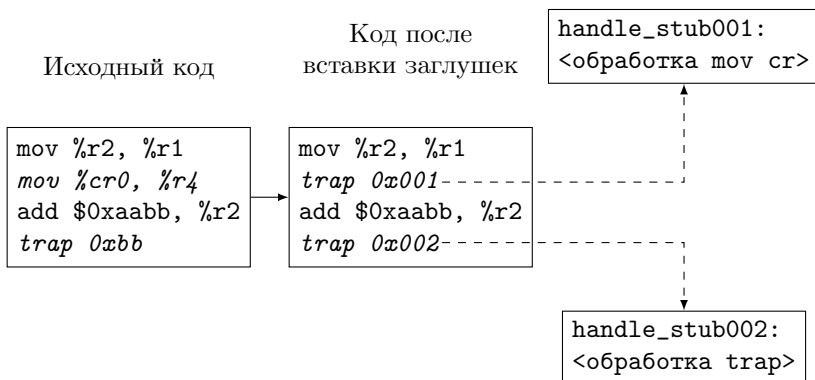 Исходный код
mov %r2, %r1
mov %cr0, %r4
add $0xaabb, %r2
trap 0xbb
Код после
вставки заглушек
mov %r2, %r1
trap 0x001
add $0xaabb, %r2
trap 0x002
handle_stub001:
<обработка mov cr>
handle_stub002:
<обработка trap>